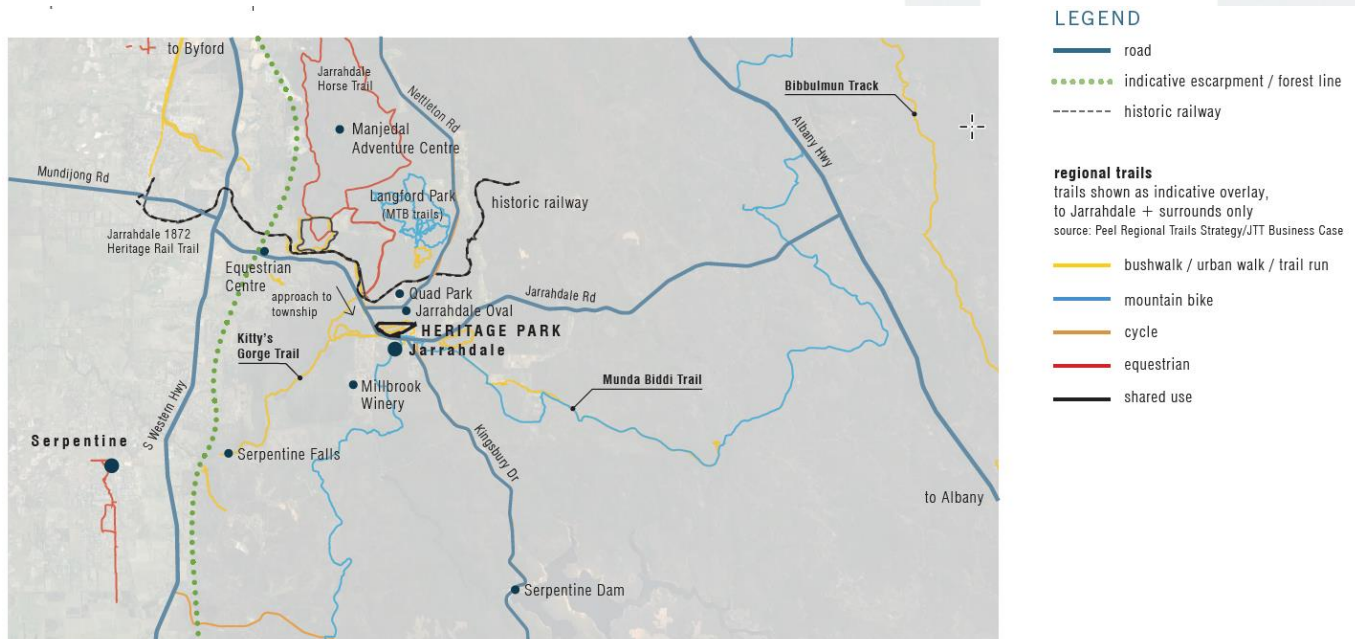 to Byford
Jarrahdale
Horse Trail
Nettleton Rd
Manjedal
Adventure Centre
Bibbulmun Track
Albany Hwy
Mundijong Rd
Langford Park
(MTB trails)
historic railway
Jarrahdale 1872
Heritage Rail Trail
Equestrian
Centre
approach to
township
Quad Park
Jarrahdale Oval
Jarrahdale Rd
HERITAGE PARK
Jarrahdale
Kitty's
Gorge Trail
Millbrook
Winery
Munda Biddi Trail
S Western Hwy
Serpentine
Serpentine Falls
Kingsbury Dr
to Albany
Serpentine Dam
LEGEND
road
indicative escarpment / forest line
historic railway
regional trails
trails shown as indicative overlay,
to Jarrahdale + surrounds only
source: Peel Regional Trails Strategy/JTT Business Case
bushwalk / urban walk / trail run
mountain bike
cycle
equestrian
shared use